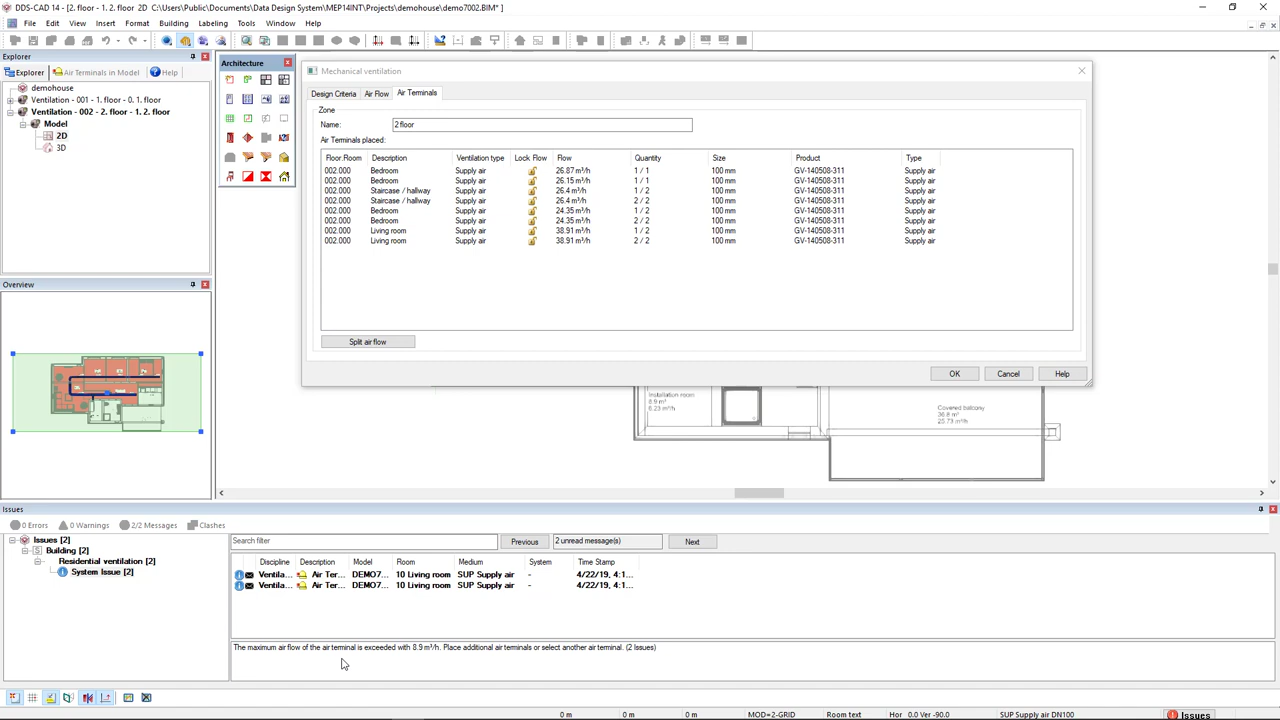 DDS-CAD 14 - [ 1. 2. floor - 1. 2. floor  2D  C:\Users\Public\Documents\Data Design System\MEP14INT\Projects\demohouse\demo7002.BIM* ]
File Edit View Insert Format Building Labeling Tools Window Help
Explorer
Explorer Air Terminals in Model Help
demohouse
Ventilation - 001 - 1. floor - 0. 1. floor
Ventilation - 002 - 2. floor - 1. 2. floor
Model
2D
3D
Architecture
Mechanical ventilation
Design Criteria Air Flow Air Terminals
Zone
Name: 2 floor
Air Terminals placed:
Floor.Room Description Ventilation type Lock Flow Flow Quantity Size Product Type
002.000 Bedroom Supply air 26.87 m³/h 1 / 1 100 mm GV-140508-311 Supply air
002.000 Bedroom Supply air 26.15 m³/h 1 / 1 100 mm GV-140508-311 Supply air
002.000 Staircase / hallway Supply air 26.4 m³/h 1 / 2 100 mm GV-140508-311 Supply air
002.000 Staircase / hallway Supply air 26.4 m³/h 2 / 2 100 mm GV-140508-311 Supply air
002.000 Bedroom Supply air 24.35 m³/h 1 / 2 100 mm GV-140508-311 Supply air
002.000 Bedroom Supply air 24.35 m³/h 2 / 2 100 mm GV-140508-311 Supply air
002.000 Living room Supply air 38.91 m³/h 1 / 2 100 mm GV-140508-311 Supply air
002.000 Living room Supply air 38.91 m³/h 2 / 2 100 mm GV-140508-311 Supply air
Split air flow
OK Cancel Help
Overview
Installation room
8.9 m²
6.23 m³/h
Covered balcony
36.8 m²
25.73 m³/h
Issues
0 Errors 0 Warnings 2/2 Messages Clashes
Issues [2]
Building [2]
Residential ventilation [2]
System Issue [2]
Search filter Previous 2 unread message(s) Next
Discipline Description Model Room Medium System Time Stamp
Ventila... Air Ter... DEMO7... 10 Living room SUP Supply air - 4/22/19, 4:1...
Ventila... Air Ter... DEMO7... 10 Living room SUP Supply air - 4/22/19, 4:1...
The maximum air flow of the air terminal is exceeded with 8.9 m³/h. Place additional air terminals or select another air terminal. (2 Issues)
0 m 0 m 0 m MOD=2-GRID Room text Hor 0.0 Ver -90.0 SUP Supply air DN100 Issues